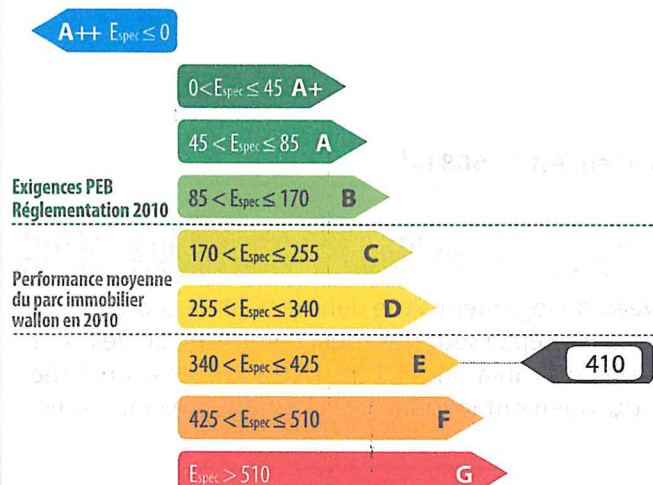 A++ Espec ≤ 0
0 < Espec ≤ 45 A+
45 < Espec ≤ 85 A
Exigences PEB
Réglementation 2010
85 < Espec ≤ 170 B
170 < Espec ≤ 255 C
Performance moyenne
du parc immobilier
wallon en 2010
255 < Espec ≤ 340 D
340 < Espec ≤ 425 E
410
425 < Espec ≤ 510 F
Espec > 510 G